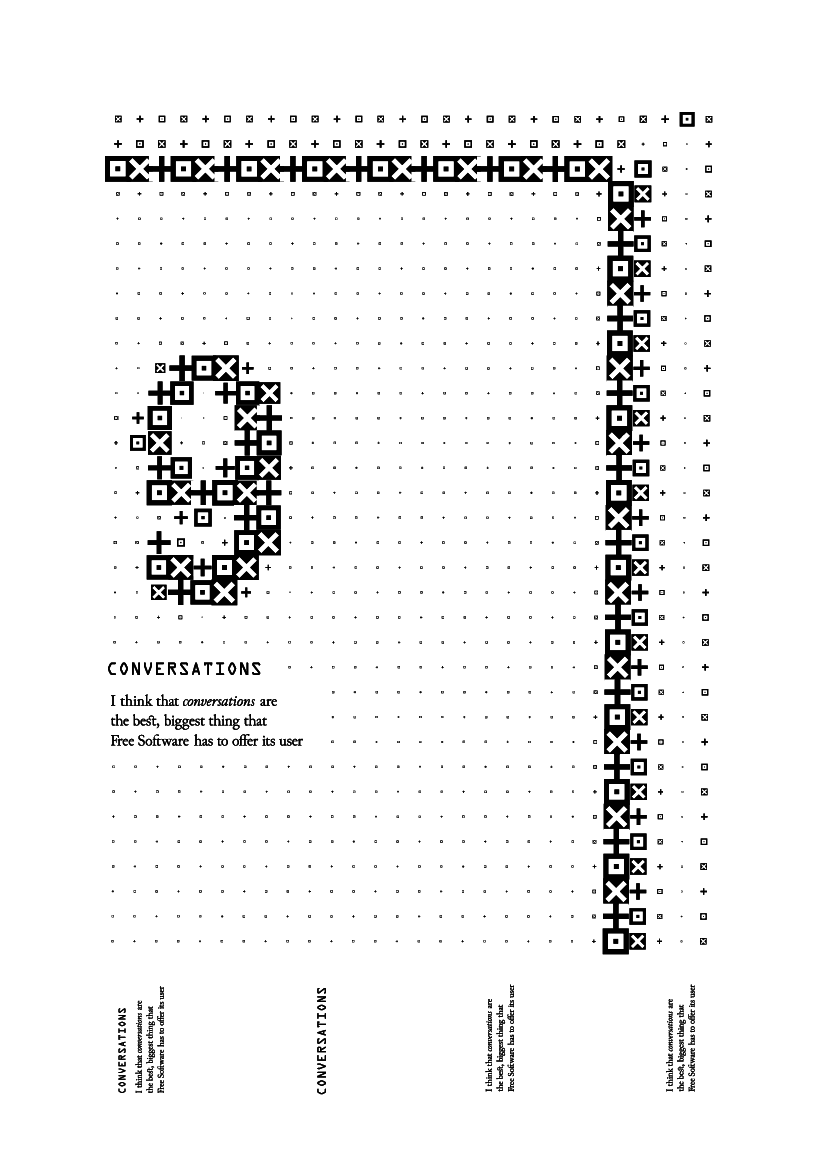 CONVERSATIONS
I think that conversations are
the best, biggest thing that
Free Software has to offer its user
CONVERSATIONS
I think that conversations are
the best, biggest thing that
Free Software has to offer its user
CONVERSATIONS
I think that conversations are
the best, biggest thing that
Free Software has to offer its user
I think that conversations are
the best, biggest thing that
Free Software has to offer its user